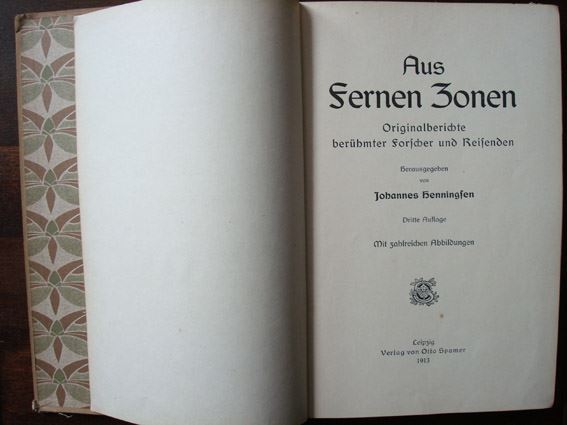 Aus
Fernen Zonen
Originalberichte
berühmter Forſcher und Reiſenden
Herausgegeben
von
Johannes Henningſen
Dritte Auflage
Mit zahlreichen Abbildungen
Leipzig
Verlag von Otto Spamer
1913